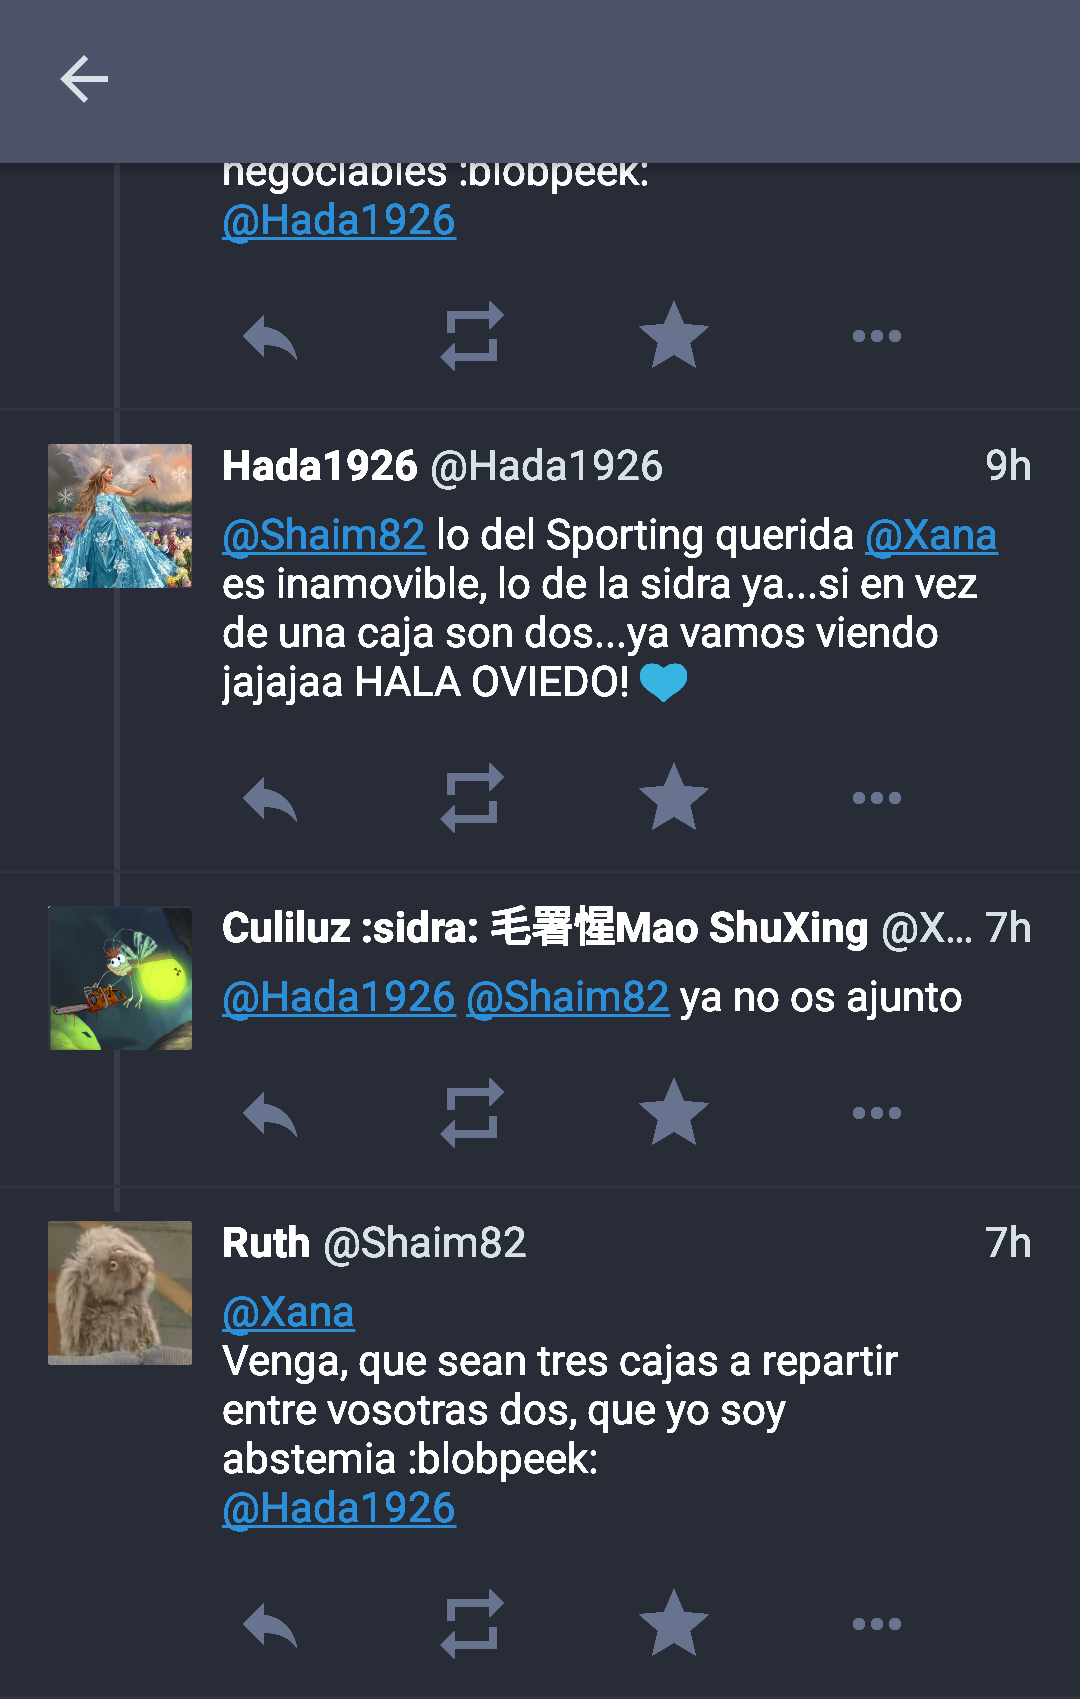 negociables :blobpeek:
@Hada1926
Hada1926 @Hada1926 9h
@Shaim82 lo del Sporting querida @Xana
es inamovible, lo de la sidra ya...si en vez
de una caja son dos...ya vamos viendo
jajajaa HALA OVIEDO! 🩵
Culiluz :sidra: 毛署惺Mao ShuXing @X... 7h
@Hada1926 @Shaim82 ya no os ajunto
Ruth @Shaim82 7h
@Xana
Venga, que sean tres cajas a repartir
entre vosotras dos, que yo soy
abstemia :blobpeek:
@Hada1926